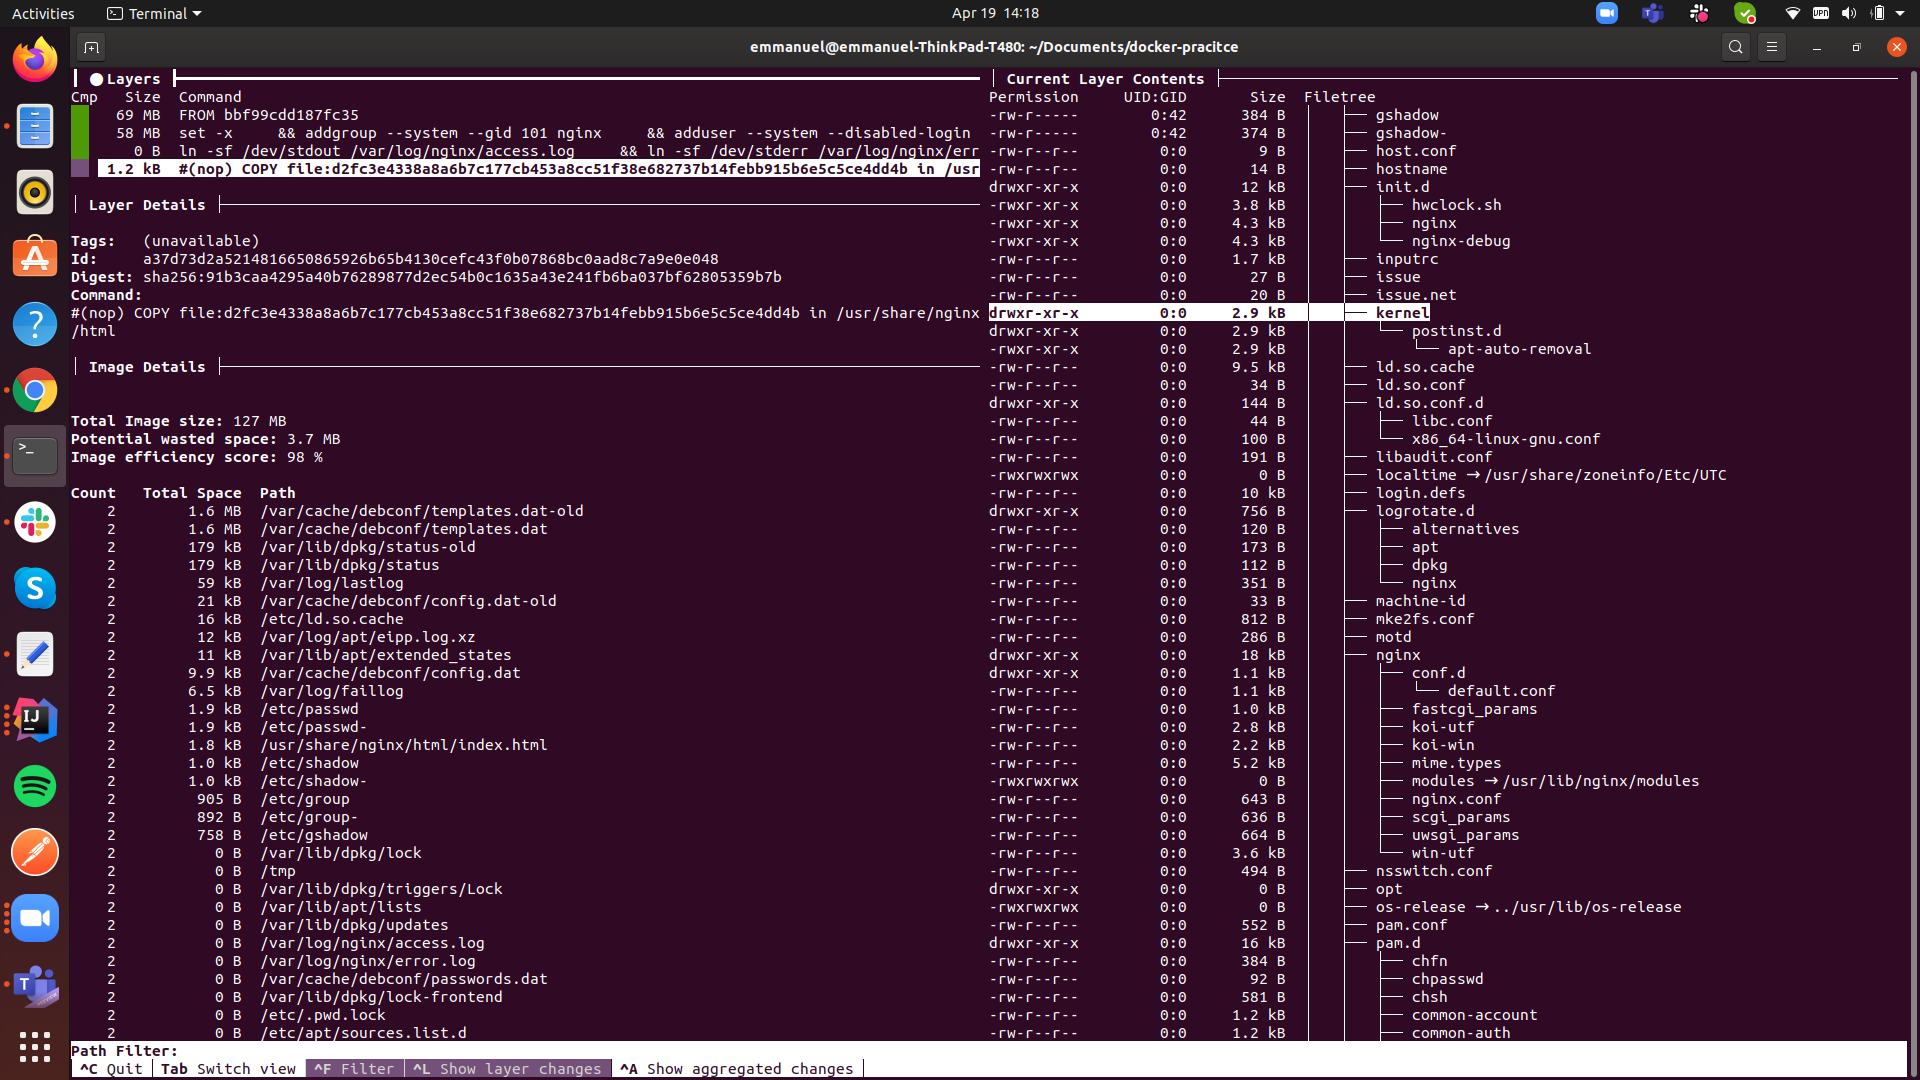 Activities
Terminal
Apr 19 14:18
VPN
emmanuel@emmanuel-ThinkPad-T480: ~/Documents/docker-pracitce
Layers
Cmp Size Command
69 MB FROM bbf99cdd187fc35
58 MB set -x && addgroup --system --gid 101 nginx && adduser --system --disabled-login
0 B ln -sf /dev/stdout /var/log/nginx/access.log && ln -sf /dev/stderr /var/log/nginx/err
1.2 kB #(nop) COPY file:d2fc3e4338a8a6b7c177cb453a8cc51f38e682737b14febb915b6e5c5ce4dd4b in /usr
Layer Details
Tags: (unavailable)
Id: a37d73d2a5214816650865926b65b4130cefc43f0b07868bc0aad8c7a9e0e048
Digest: sha256:91b3caa4295a40b76289877d2ec54b0c1635a43e241fb6ba037bf62805359b7b
Command:
#(nop) COPY file:d2fc3e4338a8a6b7c177cb453a8cc51f38e682737b14febb915b6e5c5ce4dd4b in /usr/share/nginx
/html
Image Details
Total Image size: 127 MB
Potential wasted space: 3.7 MB
Image efficiency score: 98 %
Count Total Space Path
2 1.6 MB /var/cache/debconf/templates.dat-old
2 1.6 MB /var/cache/debconf/templates.dat
2 179 kB /var/lib/dpkg/status-old
2 179 kB /var/lib/dpkg/status
2 59 kB /var/log/lastlog
2 21 kB /var/cache/debconf/config.dat-old
2 16 kB /etc/ld.so.cache
2 12 kB /var/log/apt/eipp.log.xz
2 11 kB /var/lib/apt/extended_states
2 9.9 kB /var/cache/debconf/config.dat
2 6.5 kB /var/log/faillog
2 1.9 kB /etc/passwd
2 1.9 kB /etc/passwd-
2 1.8 kB /usr/share/nginx/html/index.html
2 1.0 kB /etc/shadow
2 1.0 kB /etc/shadow-
2 905 B /etc/group
2 892 B /etc/group-
2 758 B /etc/gshadow
2 0 B /var/lib/dpkg/lock
2 0 B /tmp
2 0 B /var/lib/dpkg/triggers/Lock
2 0 B /var/lib/apt/lists
2 0 B /var/lib/dpkg/updates
2 0 B /var/log/nginx/access.log
2 0 B /var/log/nginx/error.log
2 0 B /var/cache/debconf/passwords.dat
2 0 B /var/lib/dpkg/lock-frontend
2 0 B /etc/.pwd.lock
2 0 B /etc/apt/sources.list.d
Current Layer Contents
Permission UID:GID Size Filetree
-rw-r----- 0:42 384 B gshadow
-rw-r----- 0:42 374 B gshadow-
-rw-r--r-- 0:0 9 B host.conf
-rw-r--r-- 0:0 14 B hostname
drwxr-xr-x 0:0 12 kB init.d
-rwxr-xr-x 0:0 3.8 kB hwclock.sh
-rwxr-xr-x 0:0 4.3 kB nginx
-rwxr-xr-x 0:0 4.3 kB nginx-debug
-rw-r--r-- 0:0 1.7 kB inputrc
-rw-r--r-- 0:0 27 B issue
-rw-r--r-- 0:0 20 B issue.net
drwxr-xr-x 0:0 2.9 kB kernel
drwxr-xr-x 0:0 2.9 kB postinst.d
-rwxr-xr-x 0:0 2.9 kB apt-auto-removal
-rw-r--r-- 0:0 9.5 kB ld.so.cache
-rw-r--r-- 0:0 34 B ld.so.conf
drwxr-xr-x 0:0 144 B ld.so.conf.d
-rw-r--r-- 0:0 44 B libc.conf
-rw-r--r-- 0:0 100 B x86_64-linux-gnu.conf
-rw-r--r-- 0:0 191 B libaudit.conf
-rwxrwxrwx 0:0 0 B localtime → /usr/share/zoneinfo/Etc/UTC
-rw-r--r-- 0:0 10 kB login.defs
drwxr-xr-x 0:0 756 B logrotate.d
-rw-r--r-- 0:0 120 B alternatives
-rw-r--r-- 0:0 173 B apt
-rw-r--r-- 0:0 112 B dpkg
-rw-r--r-- 0:0 351 B nginx
-rw-r--r-- 0:0 33 B machine-id
-rw-r--r-- 0:0 812 B mke2fs.conf
-rw-r--r-- 0:0 286 B motd
drwxr-xr-x 0:0 18 kB nginx
drwxr-xr-x 0:0 1.1 kB conf.d
-rw-r--r-- 0:0 1.1 kB default.conf
-rw-r--r-- 0:0 1.0 kB fastcgi_params
-rw-r--r-- 0:0 2.8 kB koi-utf
-rw-r--r-- 0:0 2.2 kB koi-win
-rw-r--r-- 0:0 5.2 kB mime.types
-rwxrwxrwx 0:0 0 B modules → /usr/lib/nginx/modules
-rw-r--r-- 0:0 643 B nginx.conf
-rw-r--r-- 0:0 636 B scgi_params
-rw-r--r-- 0:0 664 B uwsgi_params
-rw-r--r-- 0:0 3.6 kB win-utf
-rw-r--r-- 0:0 494 B nsswitch.conf
drwxr-xr-x 0:0 0 B opt
-rwxrwxrwx 0:0 0 B os-release → ../usr/lib/os-release
-rw-r--r-- 0:0 552 B pam.conf
drwxr-xr-x 0:0 16 kB pam.d
-rw-r--r-- 0:0 384 B chfn
-rw-r--r-- 0:0 92 B chpasswd
-rw-r--r-- 0:0 581 B chsh
-rw-r--r-- 0:0 1.2 kB common-account
-rw-r--r-- 0:0 1.2 kB common-auth
Path Filter:
^C Quit Tab Switch view ^F Filter ^L Show layer changes ^A Show aggregated changes